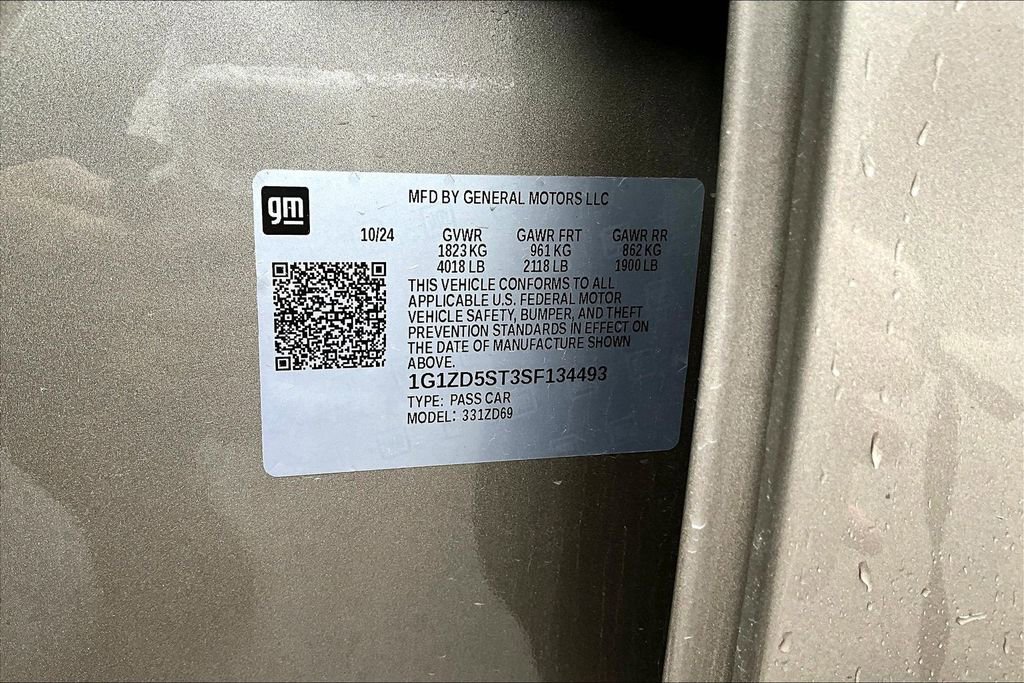 gm
MFD BY GENERAL MOTORS LLC
10/24 GVWR GAWR FRT GAWR RR
1823 KG 961 KG 862 KG
4018 LB 2118 LB 1900 LB
THIS VEHICLE CONFORMS TO ALL
APPLICABLE U.S. FEDERAL MOTOR
VEHICLE SAFETY, BUMPER, AND THEFT
PREVENTION STANDARDS IN EFFECT ON
THE DATE OF MANUFACTURE SHOWN
ABOVE.
1G1ZD5ST3SF134493
TYPE: PASS CAR
MODEL: 331ZD69